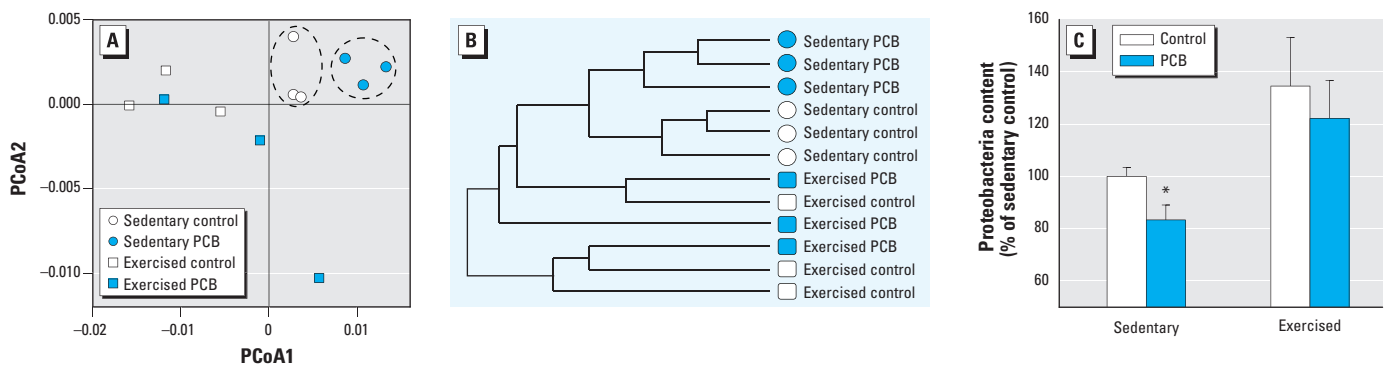 A
0.005
0.000
−0.005
−0.010
PCoA2
Sedentary control
Sedentary PCB
Exercised control
Exercised PCB
−0.02
−0.01
0
0.01
PCoA1
B
Sedentary PCB
Sedentary PCB
Sedentary PCB
Sedentary control
Sedentary control
Sedentary control
Exercised PCB
Exercised control
Exercised PCB
Exercised PCB
Exercised control
Exercised control
C
Control
PCB
Proteobacteria content
(% of sedentary control)
160
140
120
100
80
60
*
Sedentary
Exercised